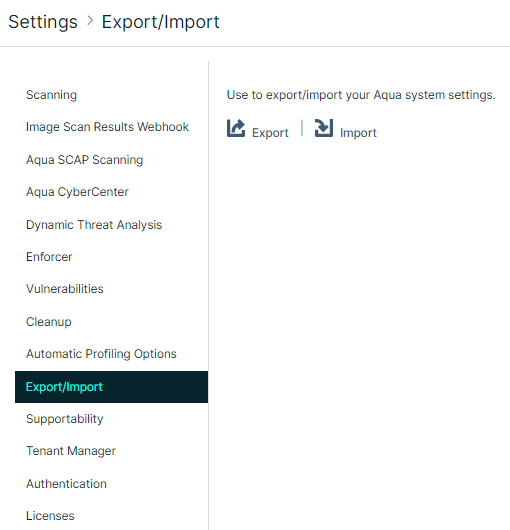 Settings > Export/Import
Scanning
Image Scan Results Webhook
Aqua SCAP Scanning
Aqua CyberCenter
Dynamic Threat Analysis
Enforcer
Vulnerabilities
Cleanup
Automatic Profiling Options
Export/Import
Supportability
Tenant Manager
Authentication
Licenses
Use to export/import your Aqua system settings.
Export | Import